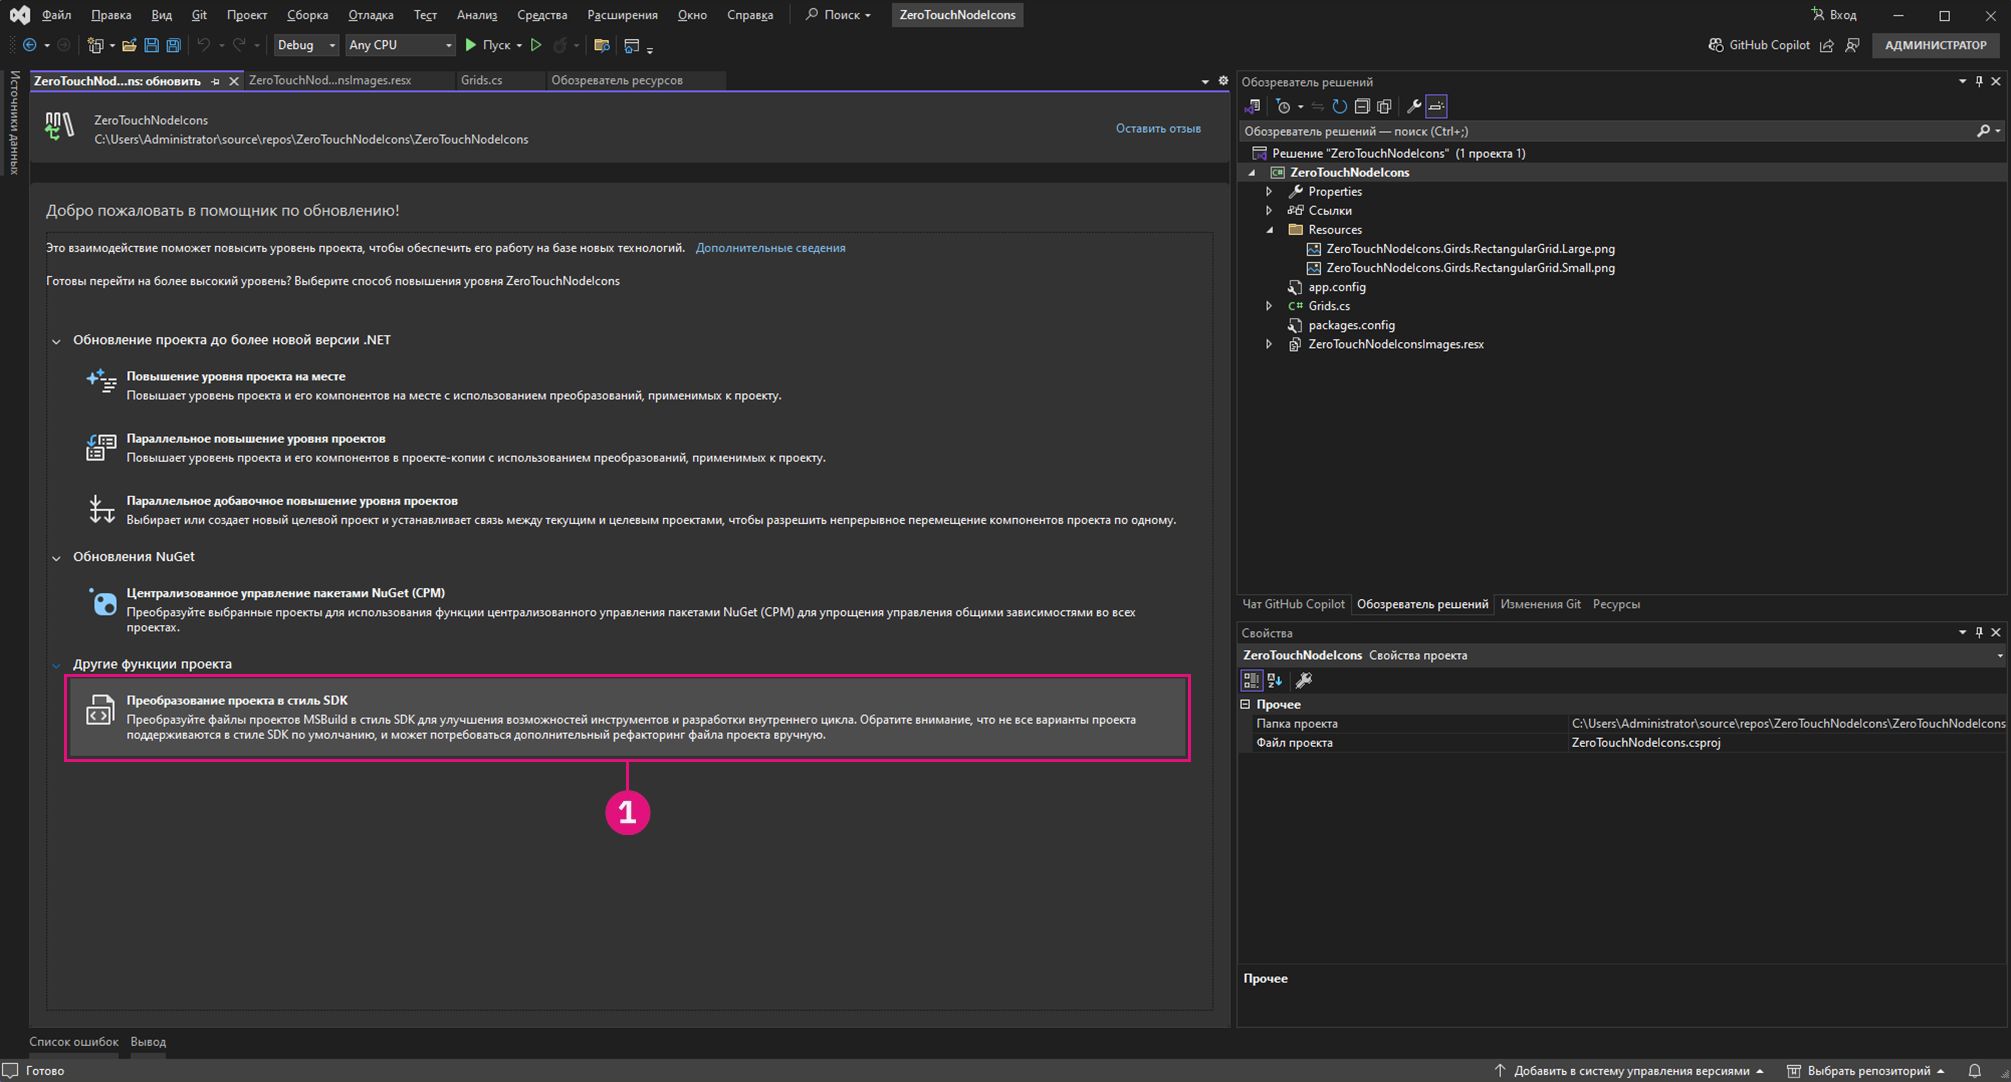 Файл Правка Вид Git Проект Сборка Отладка Тест Анализ Средства Расширения Окно Справка Поиск ZeroTouchNodeIcons Вход
Debug Any CPU Пуск GitHub Copilot АДМИНИСТРАТОР
Источники данных
ZeroTouchNod...ns: обновить ZeroTouchNod...nsImages.resx Grids.cs Обозреватель ресурсов
ZeroTouchNodeIcons
C:\Users\Administrator\source\repos\ZeroTouchNodeIcons\ZeroTouchNodeIcons
Оставить отзыв
Добро пожаловать в помощник по обновлению!
Это взаимодействие поможет повысить уровень проекта, чтобы обеспечить его работу на базе новых технологий. Дополнительные сведения
Готовы перейти на более высокий уровень? Выберите способ повышения уровня ZeroTouchNodeIcons
Обновление проекта до более новой версии .NET
Повышение уровня проекта на месте
Повышает уровень проекта и его компонентов на месте с использованием преобразований, применимых к проекту.
Параллельное повышение уровня проектов
Повышает уровень проекта и его компонентов в проекте-копии с использованием преобразований, применимых к проекту.
Параллельное добавочное повышение уровня проектов
Выбирает или создает новый целевой проект и устанавливает связь между текущим и целевым проектами, чтобы разрешить непрерывное перемещение компонентов проекта по одному.
Обновления NuGet
Централизованное управление пакетами NuGet (CPM)
Преобразуйте выбранные проекты для использования функции централизованного управления пакетами NuGet (CPM) для упрощения управления общими зависимостями во всех
проектах.
Другие функции проекта
Преобразование проекта в стиль SDK
Преобразуйте файлы проектов MSBuild в стиль SDK для улучшения возможностей инструментов и разработки внутреннего цикла. Обратите внимание, что не все варианты проекта
поддерживаются в стиле SDK по умолчанию, и может потребоваться дополнительный рефакторинг файла проекта вручную.
1
Обозреватель решений
Обозреватель решений — поиск (Ctrl+;)
Решение "ZeroTouchNodeIcons" (1 проекта 1)
C# ZeroTouchNodeIcons
Properties
Ссылки
Resources
ZeroTouchNodeIcons.Girds.RectangularGrid.Large.png
ZeroTouchNodeIcons.Girds.RectangularGrid.Small.png
app.config
C# Grids.cs
packages.config
ZeroTouchNodeIconsImages.resx
Чат GitHub Copilot Обозреватель решений Изменения Git Ресурсы
Свойства
ZeroTouchNodeIcons Свойства проекта
Прочее
Папка проекта C:\Users\Administrator\source\repos\ZeroTouchNodeIcons\ZeroTouchNodeIcons
Файл проекта ZeroTouchNodeIcons.csproj
Прочее
Список ошибок Вывод
Готово Добавить в систему управления версиями Выбрать репозиторий